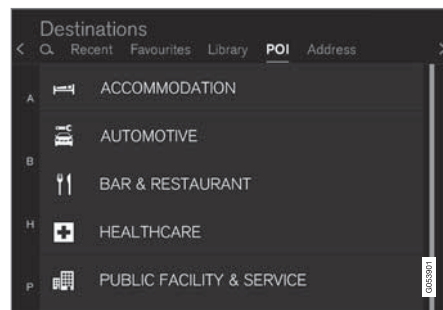 Destinations
< Recent Favourites Library POI Address >
A
ACCOMMODATION
AUTOMOTIVE
B
BAR & RESTAURANT
H
HEALTHCARE
P
PUBLIC FACILITY & SERVICE
G053901